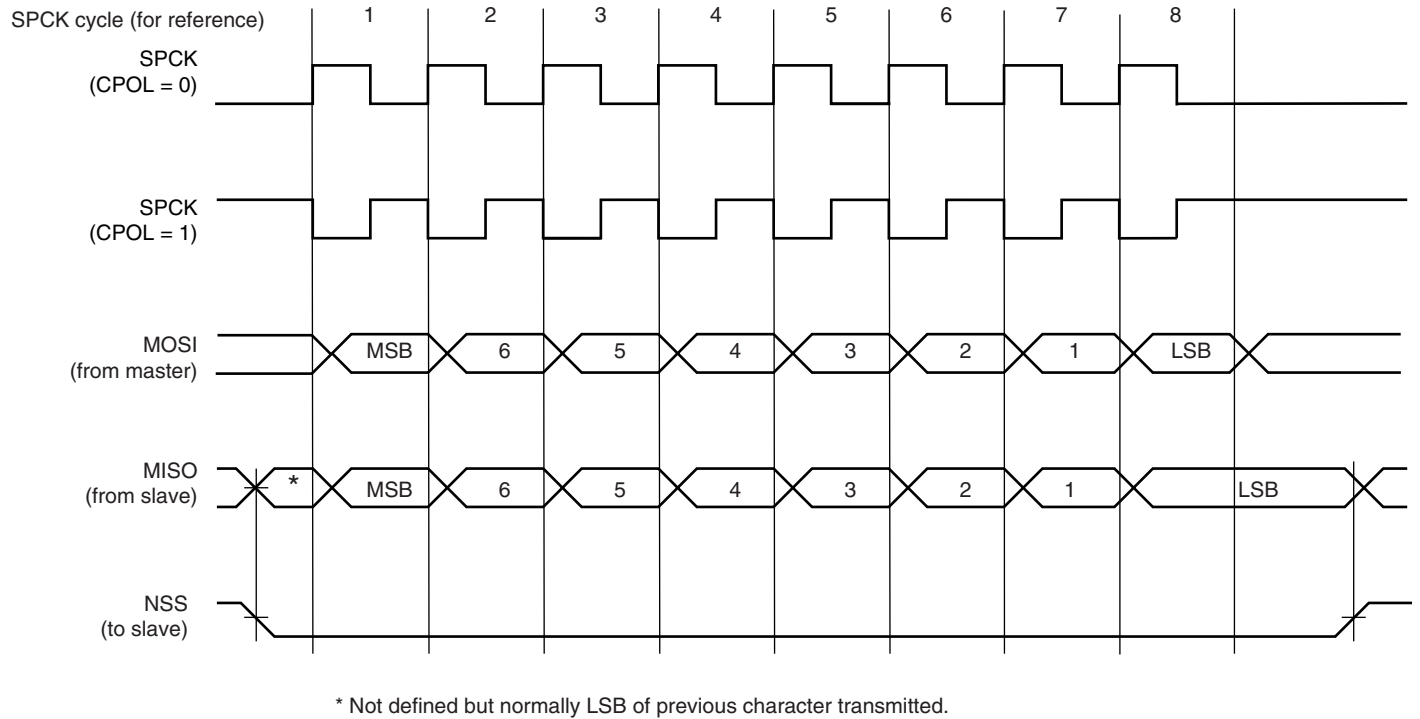 SPCK cycle (for reference)
1 2 3 4 5 6 7 8
SPCK
(CPOL = 0)
SPCK
(CPOL = 1)
MOSI
(from master)
MSB 6 5 4 3 2 1 LSB
MISO
(from slave)
* MSB 6 5 4 3 2 1 LSB
NSS
(to slave)
* Not defined but normally LSB of previous character transmitted.